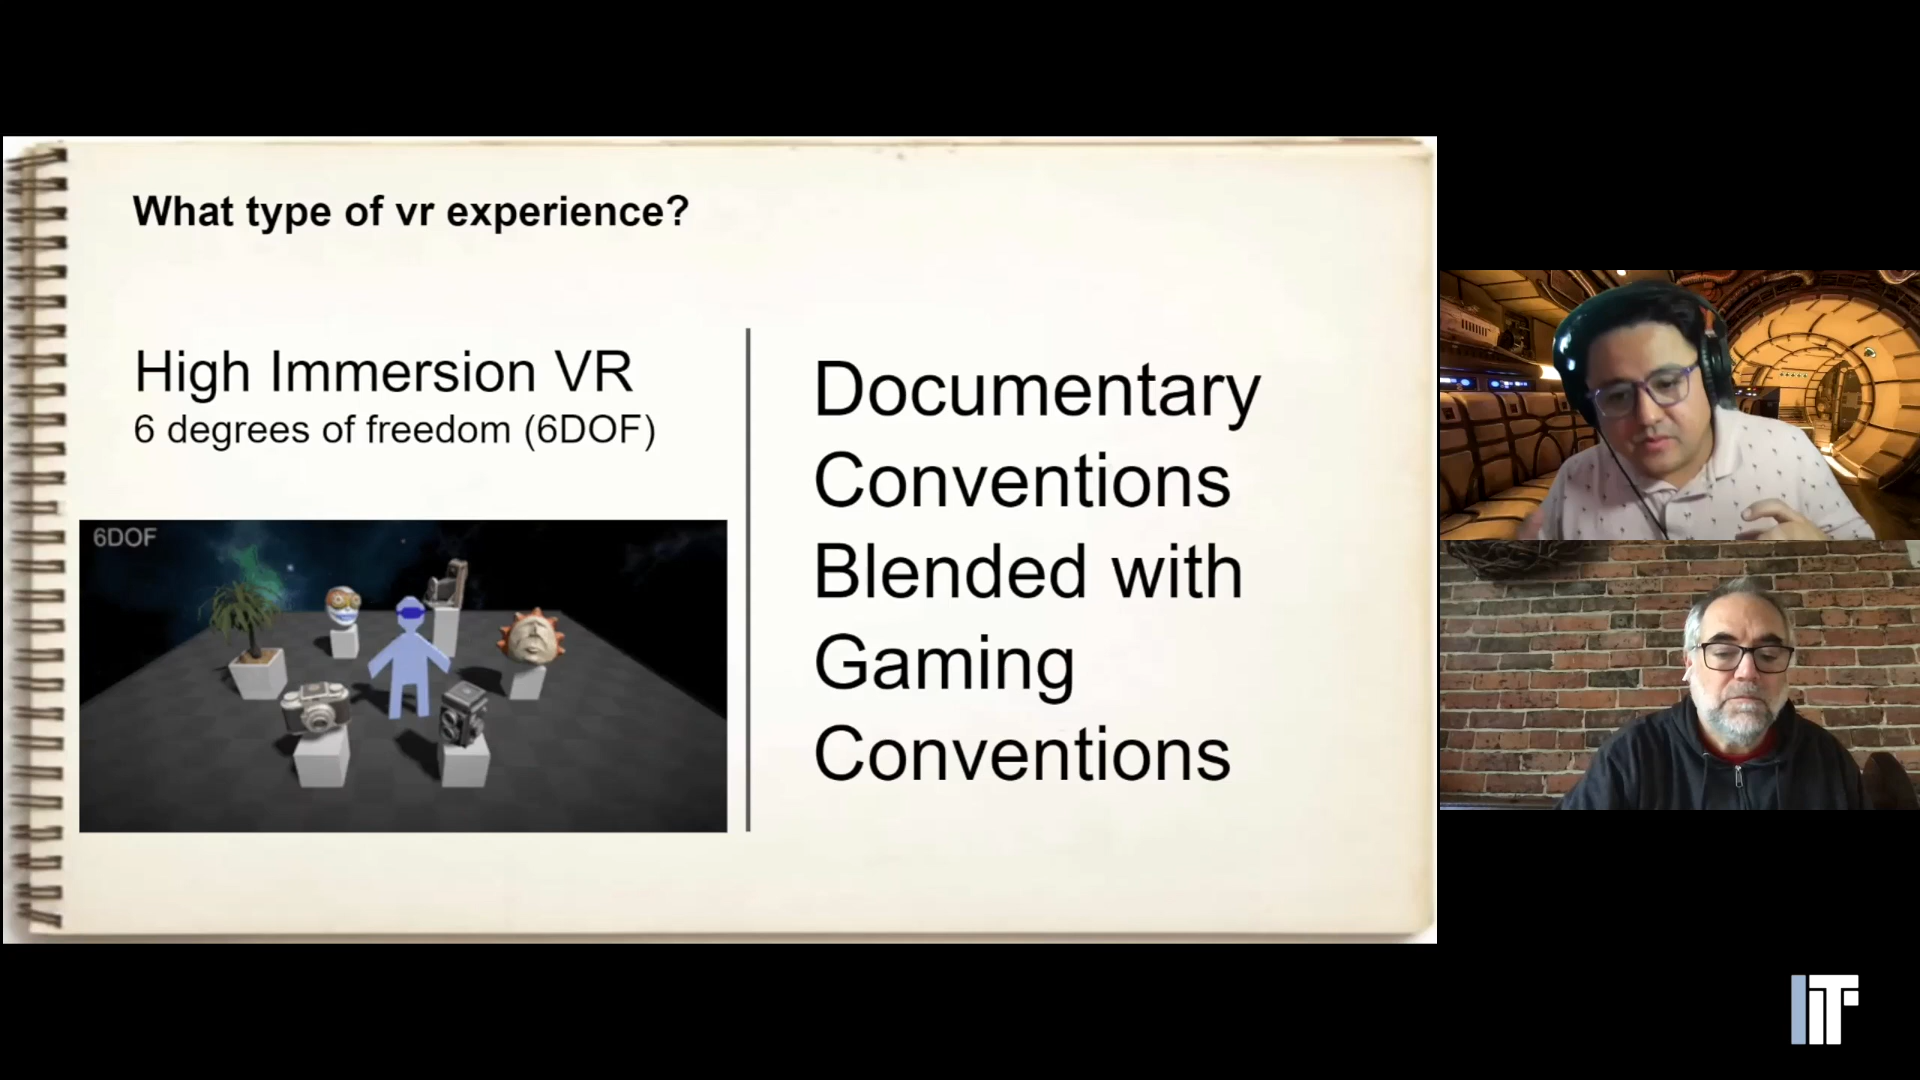 What type of vr experience?
High Immersion VR
6 degrees of freedom (6DOF)
6DOF
Documentary
Conventions
Blended with
Gaming
Conventions
IITF